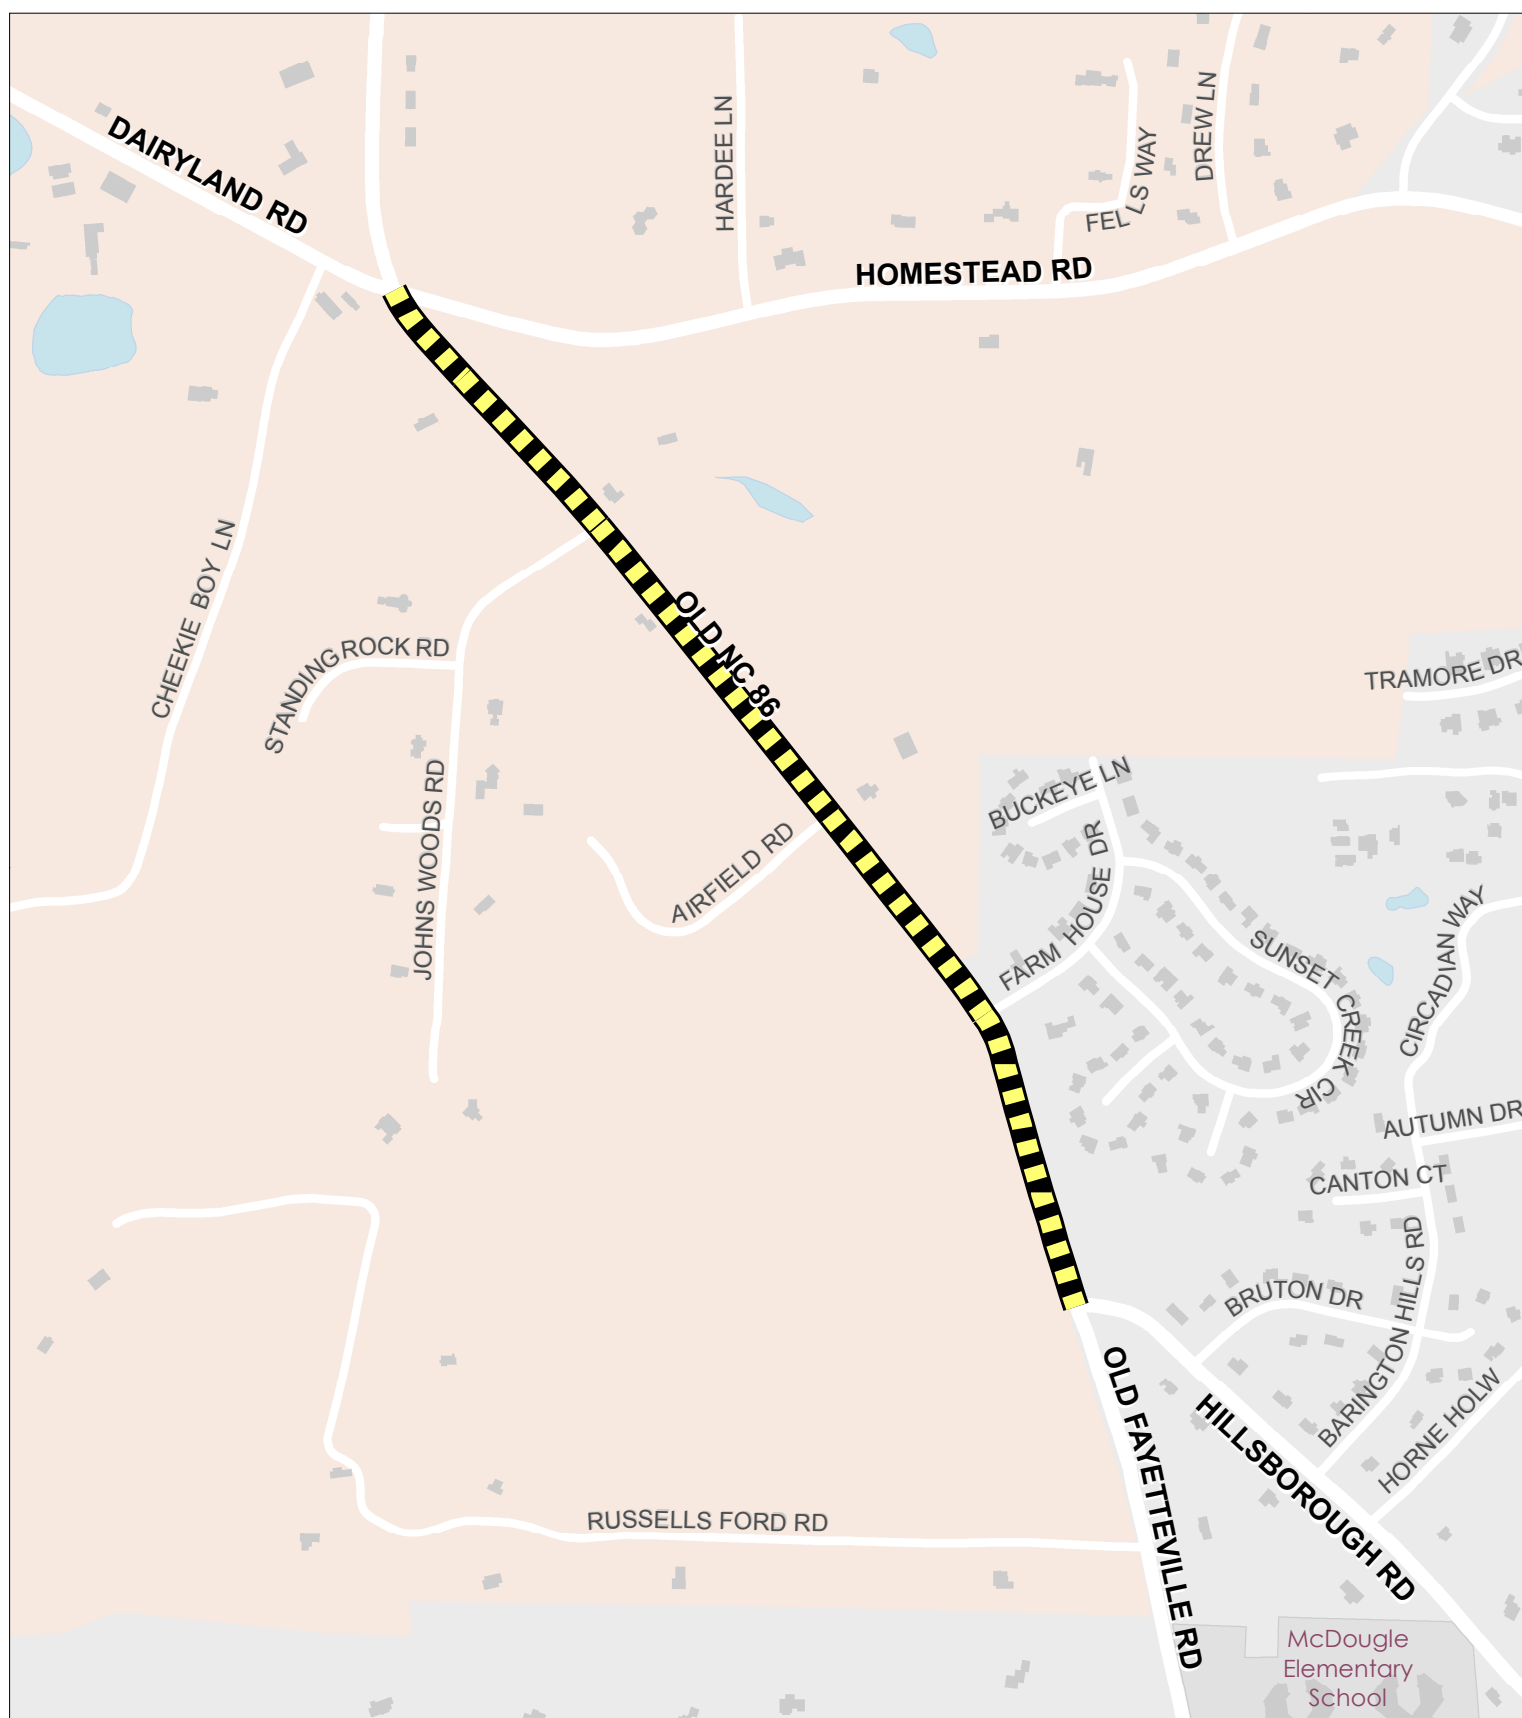 DAIRYLAND RD
HARDEE LN
FELLS WAY
DREW LN
HOMESTEAD RD
CHEEKIE BOY LN
STANDING ROCK RD
OLD NC 86
TRAMORE DR
JOHNS WOODS RD
AIRFIELD RD
BUCKEYE LN
FARM HOUSE DR
SUNSET CREEK CIR
CIRCADIAN WAY
AUTUMN DR
CANTON CT
BRUTON DR
BARINGTON HILLS RD
HORNE HOLW
OLD FAYETTEVILLE RD
HILLSBOROUGH RD
RUSSELLS FORD RD
McDougle
Elementary
School